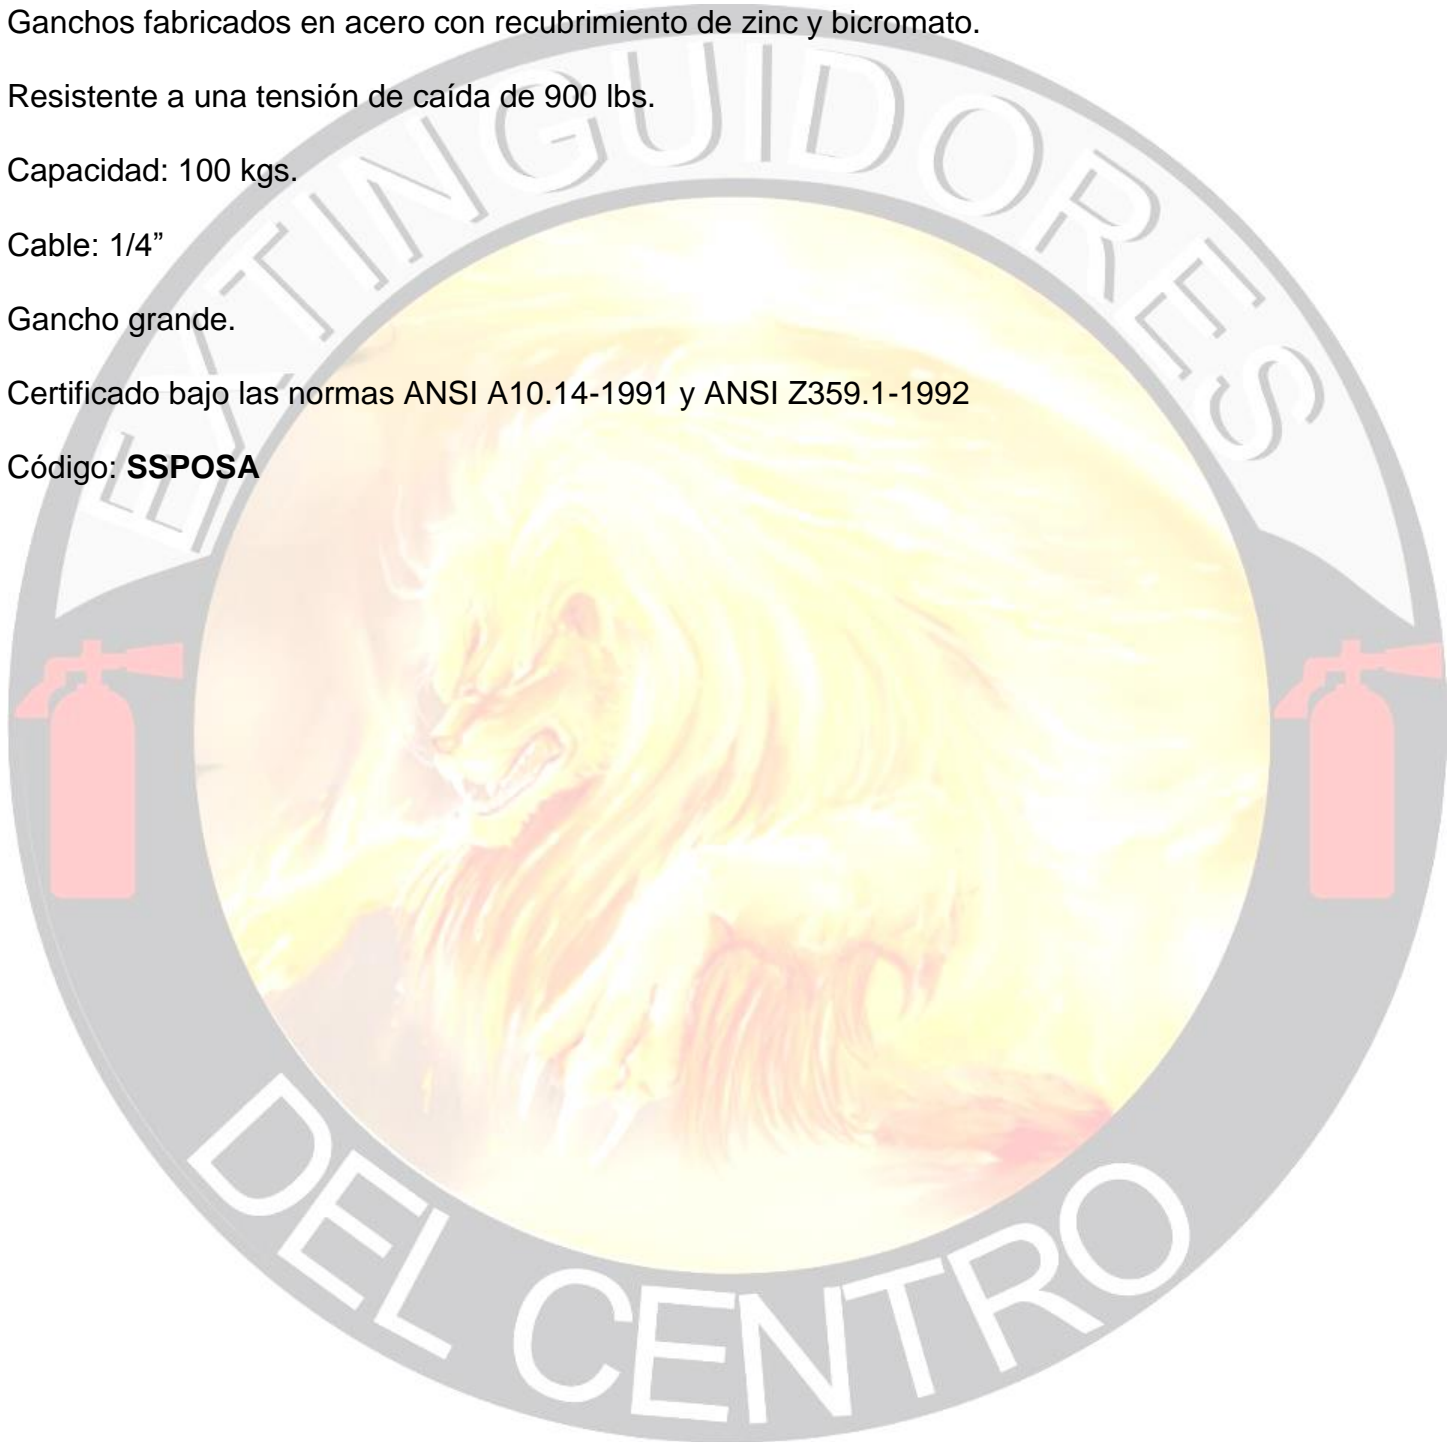 Ganchos fabricados en acero con recubrimiento de zinc y bicromato.
Resistente a una tensión de caída de 900 lbs.
Capacidad: 100 kgs.
Cable: 1/4”
Gancho grande.
Certificado bajo las normas ANSI A10.14-1991 y ANSI Z359.1-1992
Código: SSPOSA
EXTINGUIDORES
DEL CENTRO